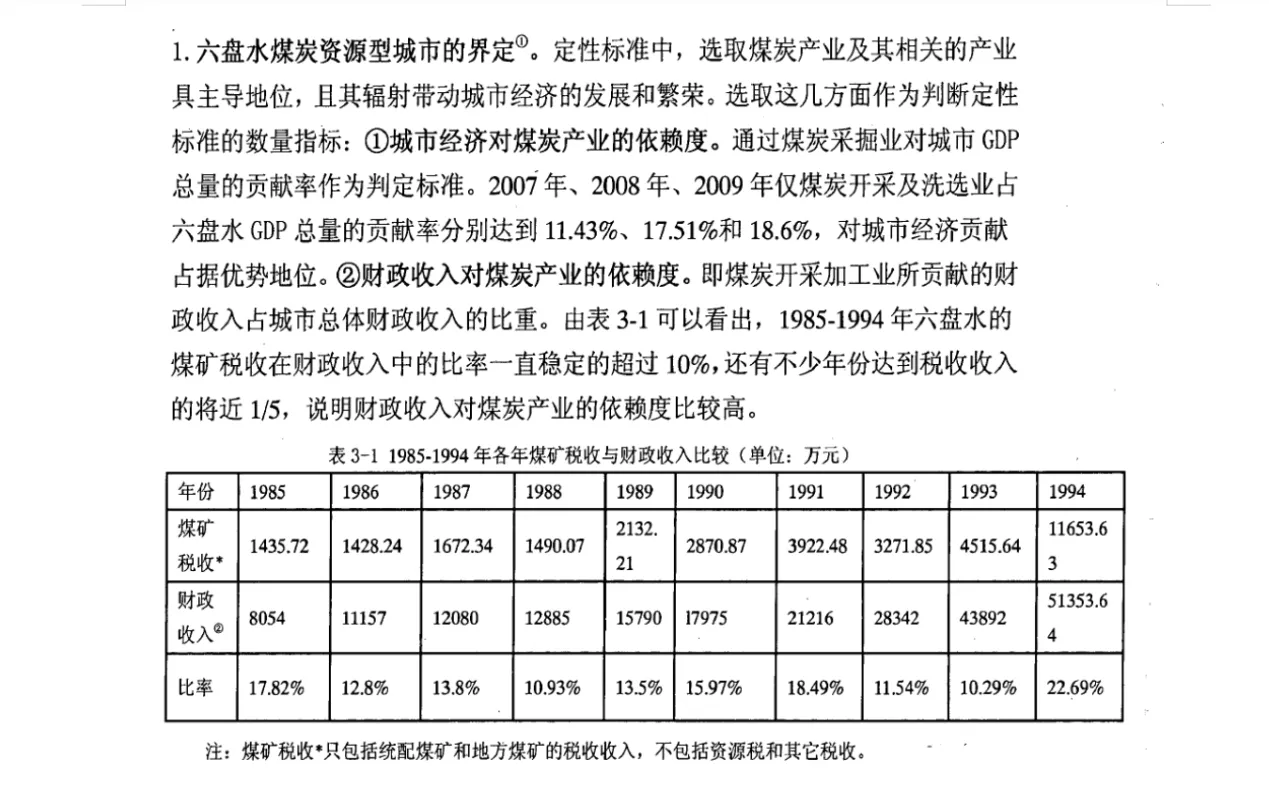 1. 六盘水煤炭资源型城市的界定①。定性标准中，选取煤炭产业及其相关的产业
具主导地位，且其辐射带动城市经济的发展和繁荣。选取这几方面作为判断定性
标准的数量指标：①城市经济对煤炭产业的依赖度。通过煤炭采掘业对城市 GDP
总量的贡献率作为判定标准。2007 年、2008 年、2009 年仅煤炭开采及洗选业占
六盘水 GDP 总量的贡献率分别达到 11.43%、17.51%和 18.6%，对城市经济贡献
占据优势地位。②财政收入对煤炭产业的依赖度。即煤炭开采加工业所贡献的财
政收入占城市总体财政收入的比重。由表 3-1 可以看出，1985-1994 年六盘水的
煤矿税收在财政收入中的比率一直稳定的超过 10%，还有不少年份达到税收收入
的将近 1/5，说明财政收入对煤炭产业的依赖度比较高。
表 3-1 1985-1994 年各年煤矿税收与财政收入比较（单位：万元）
年份 1985 1986 1987 1988 1989 1990 1991 1992 1993 1994
煤矿税收* 1435.72 1428.24 1672.34 1490.07 2132.21 2870.87 3922.48 3271.85 4515.64 11653.63
财政收入② 8054 11157 12080 12885 15790 17975 21216 28342 43892 51353.64
比率 17.82% 12.8% 13.8% 10.93% 13.5% 15.97% 18.49% 11.54% 10.29% 22.69%
注：煤矿税收*只包括统配煤矿和地方煤矿的税收收入，不包括资源税和其它税收。